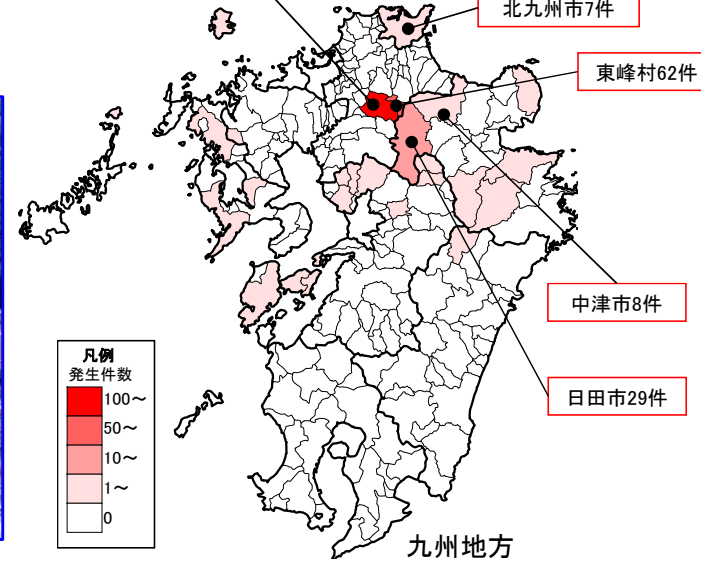 北九州市7件
東峰村62件
中津市8件
日田市29件
凡例
発生件数
100～
50～
10～
1～
0
九州地方